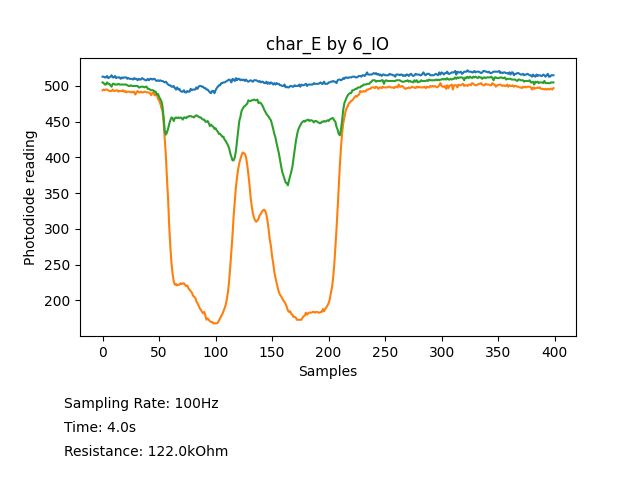 char_E by 6_IO
Photodiode reading
500
450
400
350
300
250
200
0 50 100 150 200 250 300 350 400
Samples
Sampling Rate: 100Hz
Time: 4.0s
Resistance: 122.0kOhm